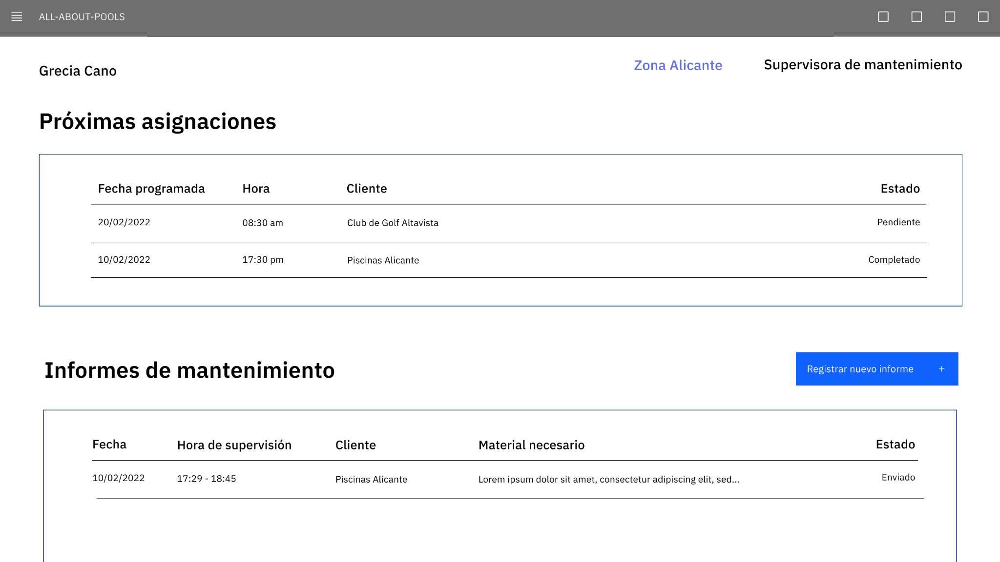 ALL-ABOUT-POOLS
Grecia Cano
Zona Alicante
Supervisora de mantenimiento
Próximas asignaciones
Fecha programada Hora Cliente Estado
20/02/2022 08:30 am Club de Golf Altavista Pendiente
10/02/2022 17:30 pm Piscinas Alicante Completado
Informes de mantenimiento
Registrar nuevo informe +
Fecha Hora de supervisión Cliente Material necesario Estado
10/02/2022 17:29 - 18:45 Piscinas Alicante Lorem ipsum dolor sit amet, consectetur adipiscing elit, sed... Enviado